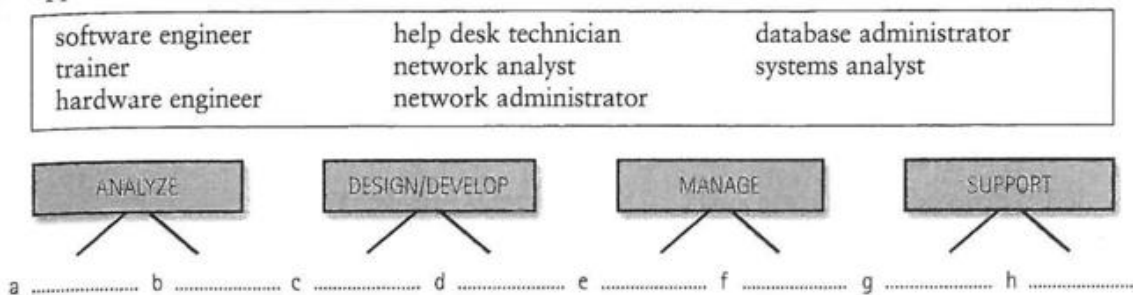 software engineer help desk technician database administrator
trainer network analyst systems analyst
hardware engineer network administrator
ANALYZE DESIGN/DEVELOP MANAGE SUPPORT
a .................... b .................... c .................... d .................... e .................... f .................... g .................... h ....................